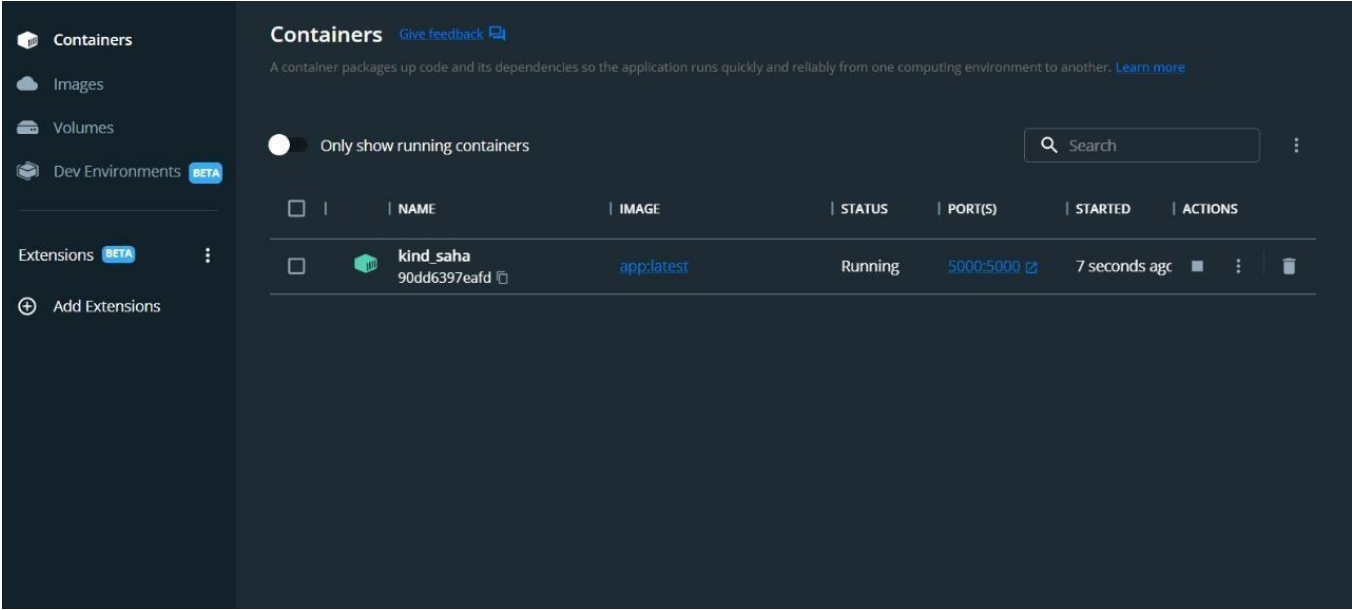 Containers
Images
Volumes
Dev Environments BETA
Extensions BETA
Add Extensions
Containers Give feedback
A container packages up code and its dependencies so the application runs quickly and reliably from one computing environment to another. Learn more
Only show running containers
Search
NAME IMAGE STATUS PORT(S) STARTED ACTIONS
kind_saha app:latest Running 5000:5000 7 seconds agc
90dd6397eafd